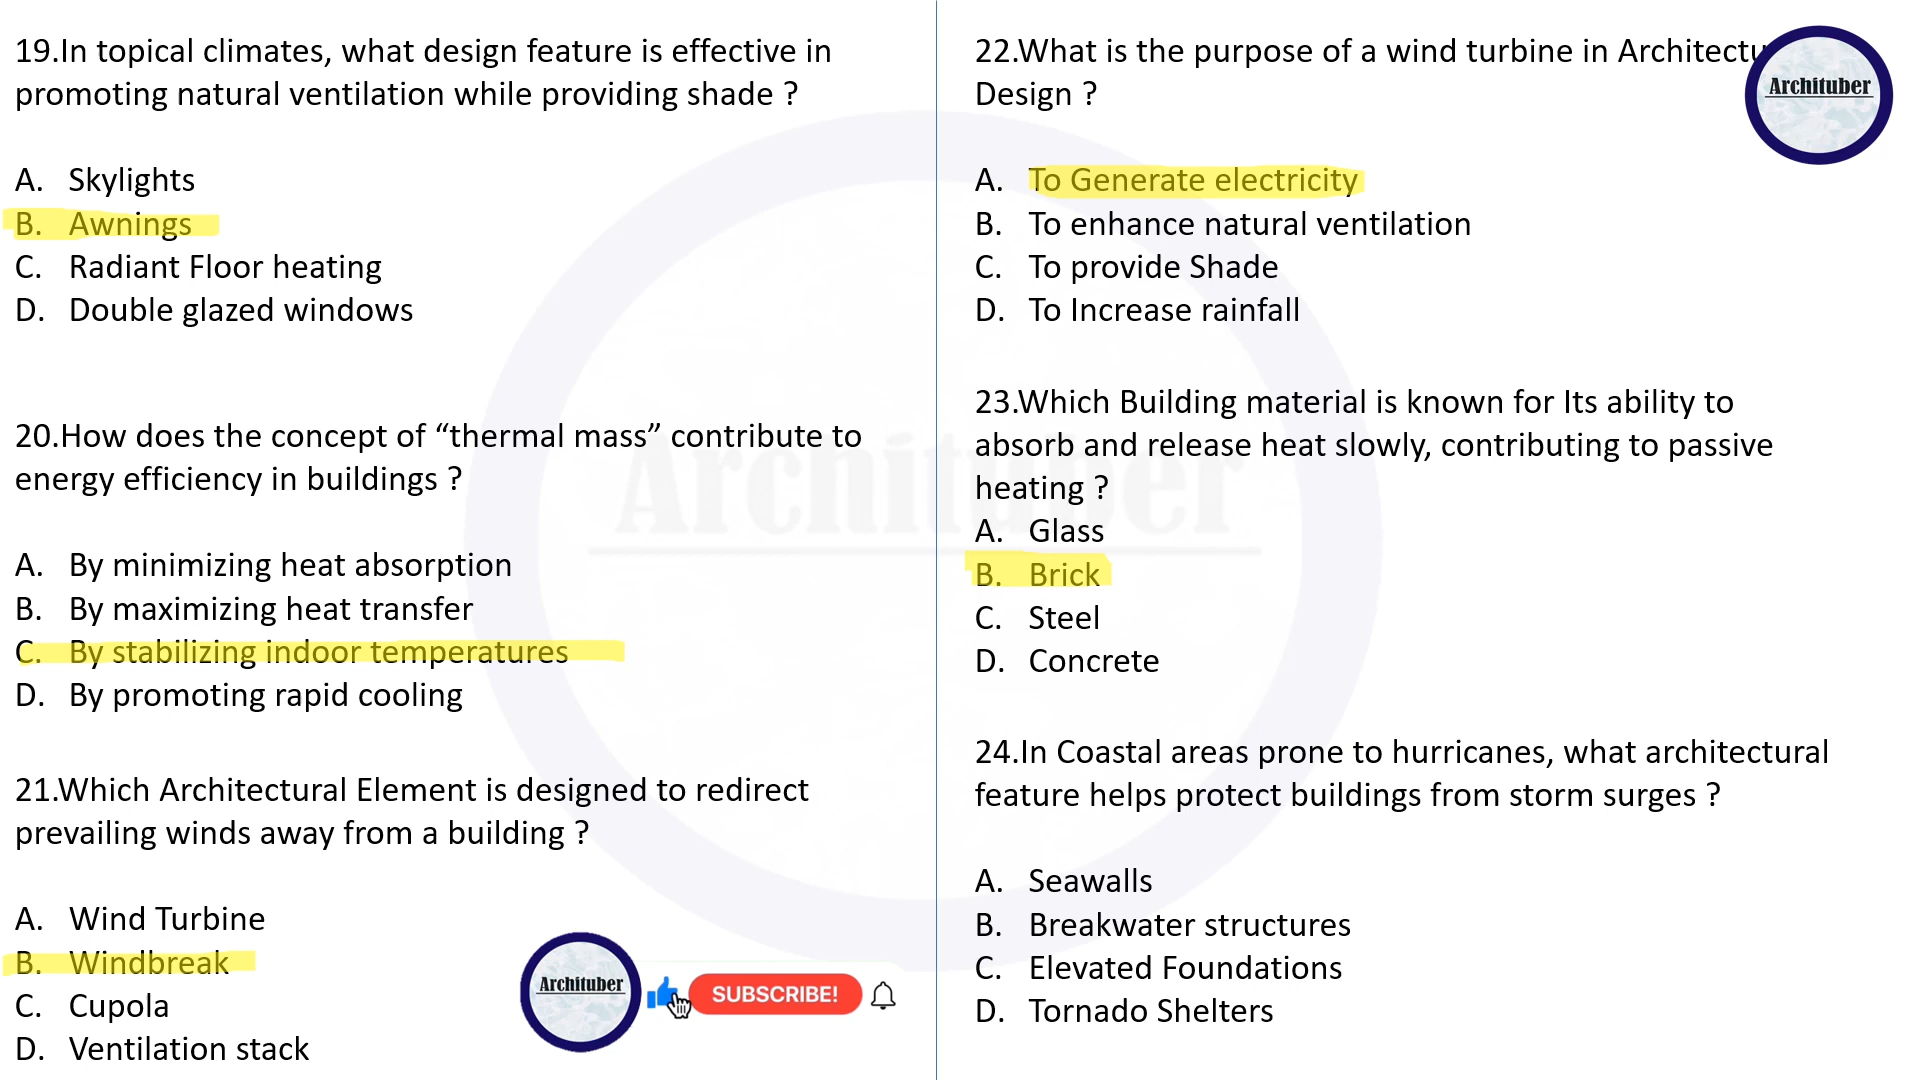 19.In topical climates, what design feature is effective in
promoting natural ventilation while providing shade ?
A. Skylights
B. Awnings
C. Radiant Floor heating
D. Double glazed windows
20.How does the concept of “thermal mass” contribute to
energy efficiency in buildings ?
A. By minimizing heat absorption
B. By maximizing heat transfer
C. By stabilizing indoor temperatures
D. By promoting rapid cooling
21.Which Architectural Element is designed to redirect
prevailing winds away from a building ?
A. Wind Turbine
B. Windbreak
C. Cupola
D. Ventilation stack
Archituber
SUBSCRIBE!
22.What is the purpose of a wind turbine in
Design ?
Archituber
A. To Generate electricity
B. To enhance natural ventilation
C. To provide Shade
D. To Increase rainfall
23.Which Building material is known for Its ability to
absorb and release heat slowly, contributing to passive
heating ?
A. Glass
B. Brick
C. Steel
D. Concrete
24.In Coastal areas prone to hurricanes, what architectural
feature helps protect buildings from storm surges ?
A. Seawalls
B. Breakwater structures
C. Elevated Foundations
D. Tornado Shelters
Archituber